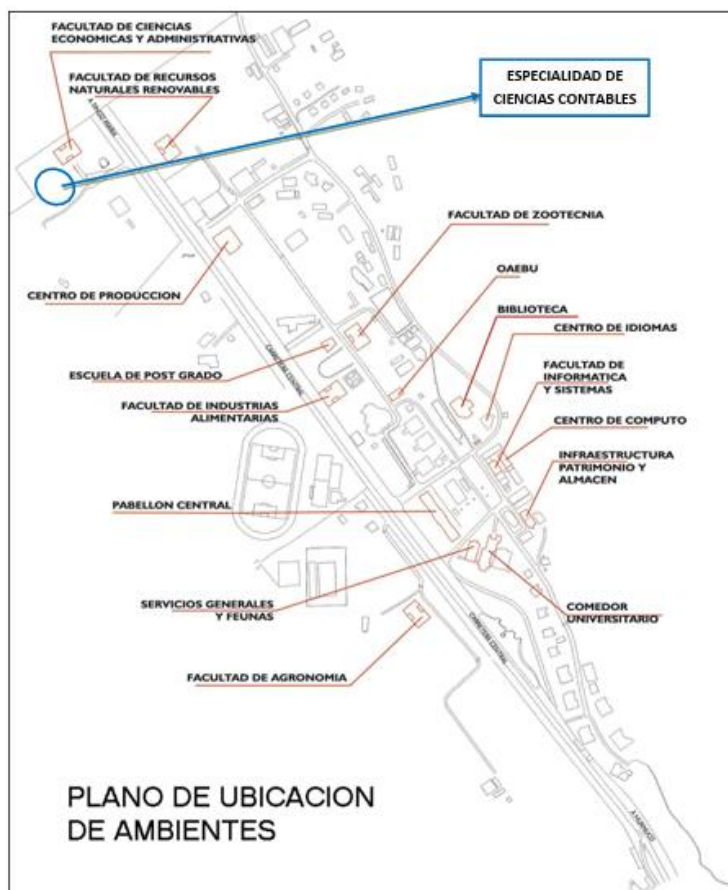 FACULTAD DE CIENCIAS
ECONOMICAS Y ADMINISTRATIVAS
FACULTAD DE RECURSOS
NATURALES RENOVABLES
ESPECIALIDAD DE
CIENCIAS CONTABLES
A TINGO MARIA
FACULTAD DE ZOOTECNIA
OAEBU
CENTRO DE PRODUCCION
BIBLIOTECA
CENTRO DE IDIOMAS
CARRETERA CENTRAL
ESCUELA DE POST GRADO
FACULTAD DE
INFORMATICA
Y SISTEMAS
FACULTAD DE INDUSTRIAS
ALIMENTARIAS
CENTRO DE COMPUTO
INFRAESTRUCTURA
PATRIMONIO Y
ALMACEN
PABELLON CENTRAL
SERVICIOS GENERALES
Y FEUNAS
COMEDOR
UNIVERSITARIO
CARRETERA CENTRAL
FACULTAD DE AGRONOMIA
PLANO DE UBICACION
DE AMBIENTES
A HUANUCO